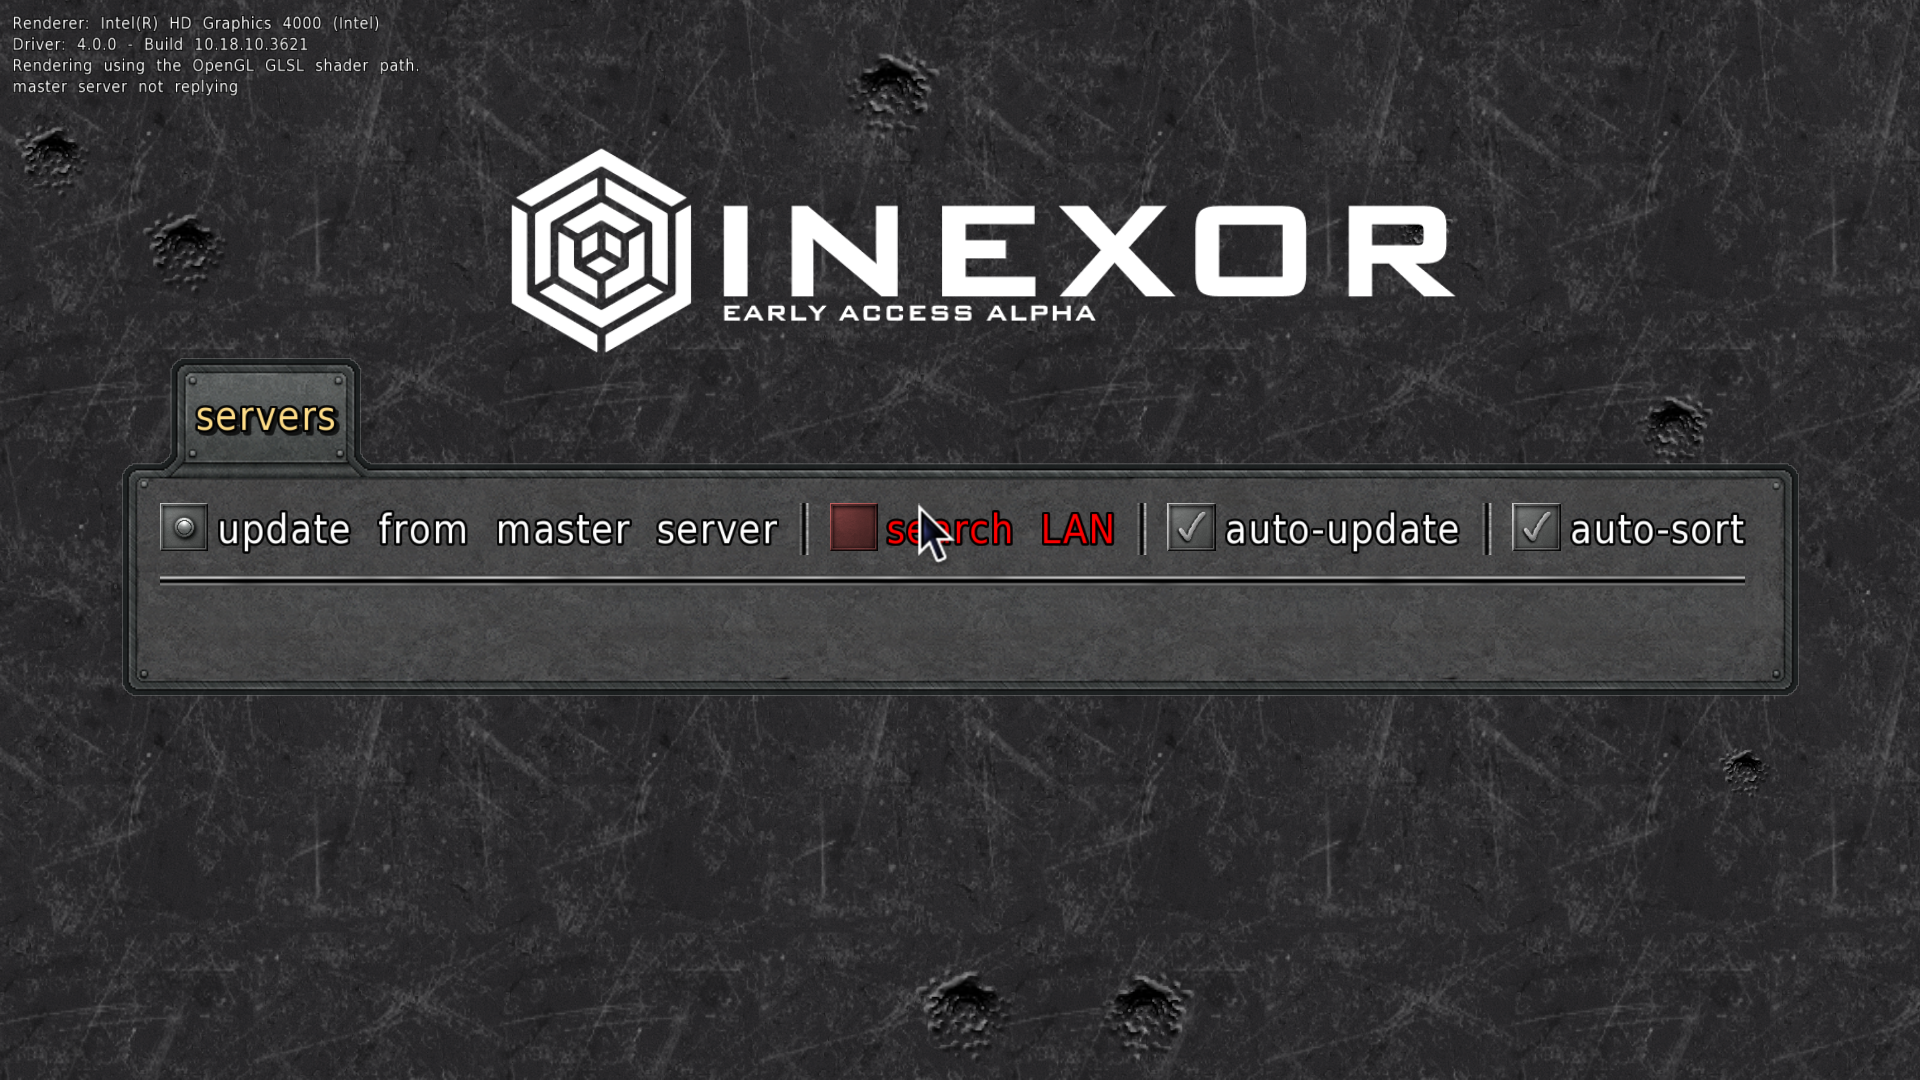 Renderer: Intel(R) HD Graphics 4000 (Intel)
Driver: 4.0.0 - Build 10.18.10.3621
Rendering using the OpenGL GLSL shader path.
master server not replying
INEXOR
EARLY ACCESS ALPHA
servers
update from master server search LAN auto-update auto-sort